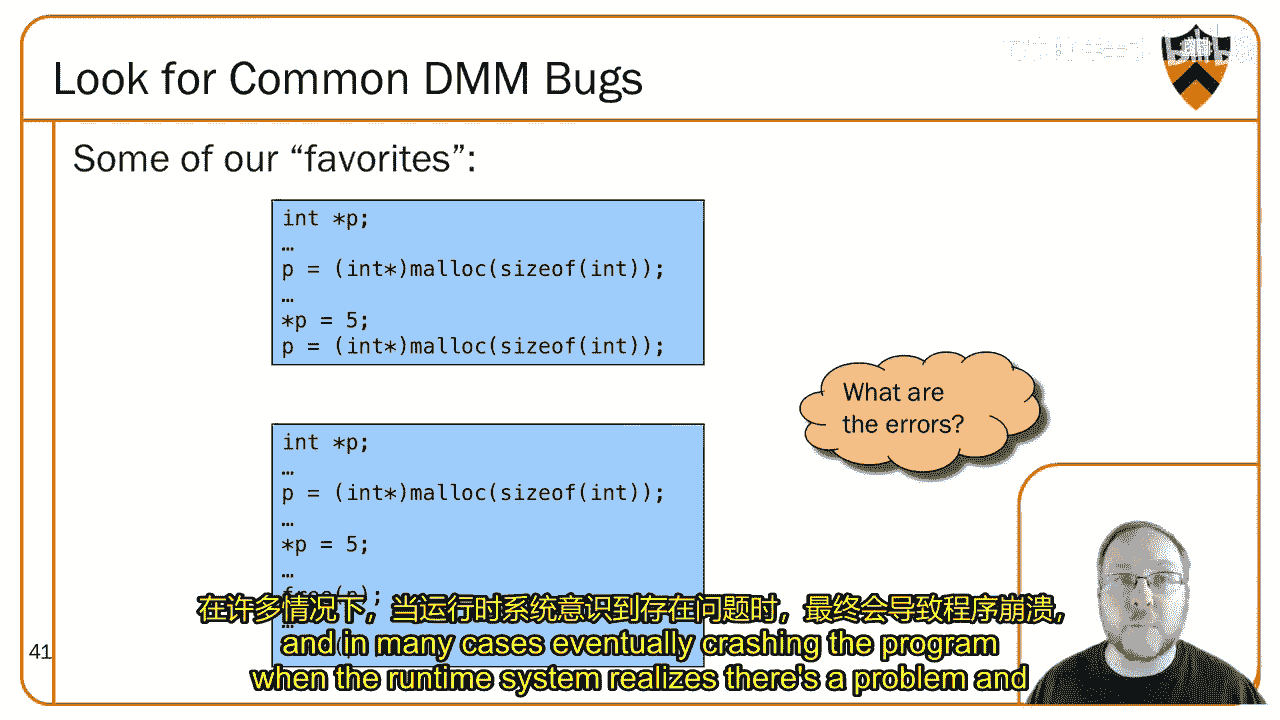 Look for Common DMM Bugs
Some of our “favorites”:
int *p;
…
p = (int*)malloc(sizeof(int));
…
*p = 5;
p = (int*)malloc(sizeof(int));
What are
the errors?
int *p;
…
p = (int*)malloc(sizeof(int));
…
*p = 5;
…
free(p);
…
在许多情况下，当运行时系统意识到存在问题时，最终会导致程序崩溃，
and in many cases eventually crashing the program
when the runtime system realizes there's a problem and
41